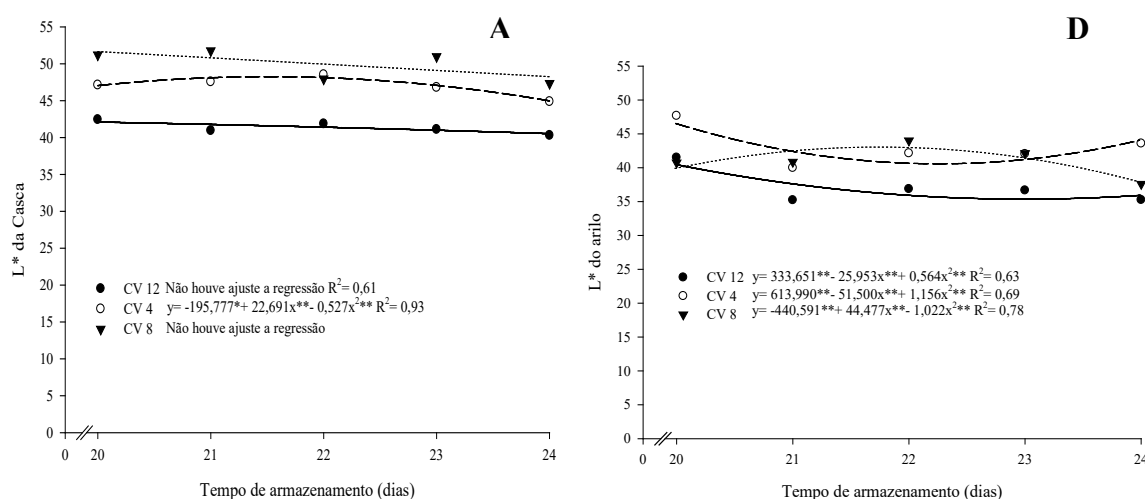 A
L* da Casca
55
50
45
40
35
30
25
20
15
10
5
0
CV 12 Não houve ajuste a regressão R²= 0,61
CV 4 y= -195,777*+ 22,691x**- 0,527x²** R²= 0,93
CV 8 Não houve ajuste a regressão
0 20 21 22 23 24
Tempo de armazenamento (dias)
D
L* do arilo
55
50
45
40
35
30
25
20
15
10
5
0
CV 12 y= 333,651**- 25,953x**+ 0,564x²** R²= 0,63
CV 4 y= 613,990**- 51,500x**+ 1,156x²** R²= 0,69
CV 8 y= -440,591**+ 44,477x**- 1,022x²** R²= 0,78
0 20 21 22 23 24
Tempo de armazenamento (dias)